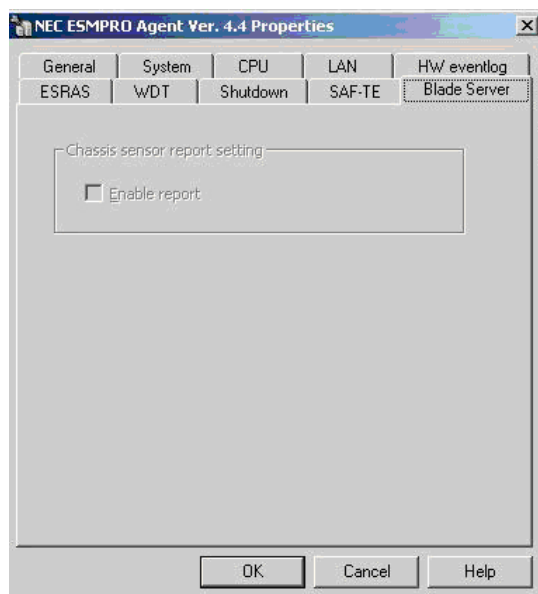 NEC ESMPRO Agent Ver. 4.4 Properties
General System CPU LAN HW eventlog
ESRAS WDT Shutdown SAF-TE Blade Server
Chassis sensor report setting
Enable report
OK Cancel Help